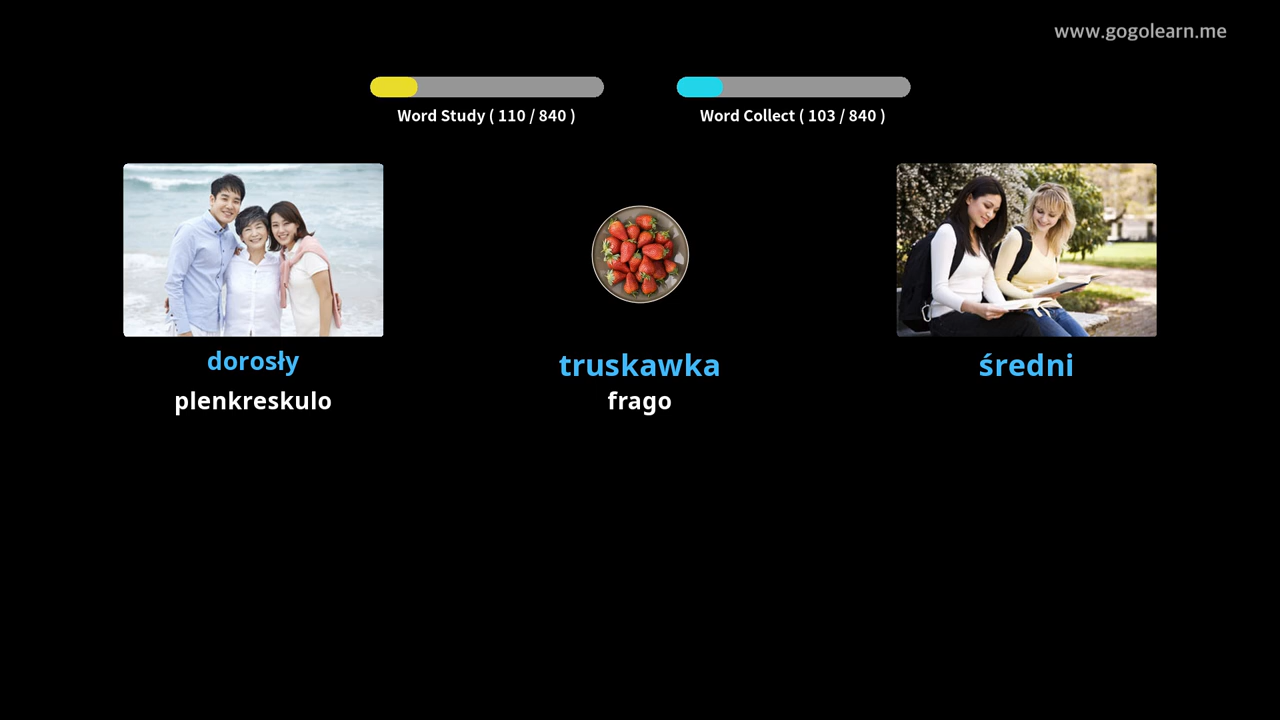 www.gogolearn.me
Word Study ( 110 / 840 )
Word Collect ( 103 / 840 )
dorosły
plenkreskulo
truskawka
frago
średni